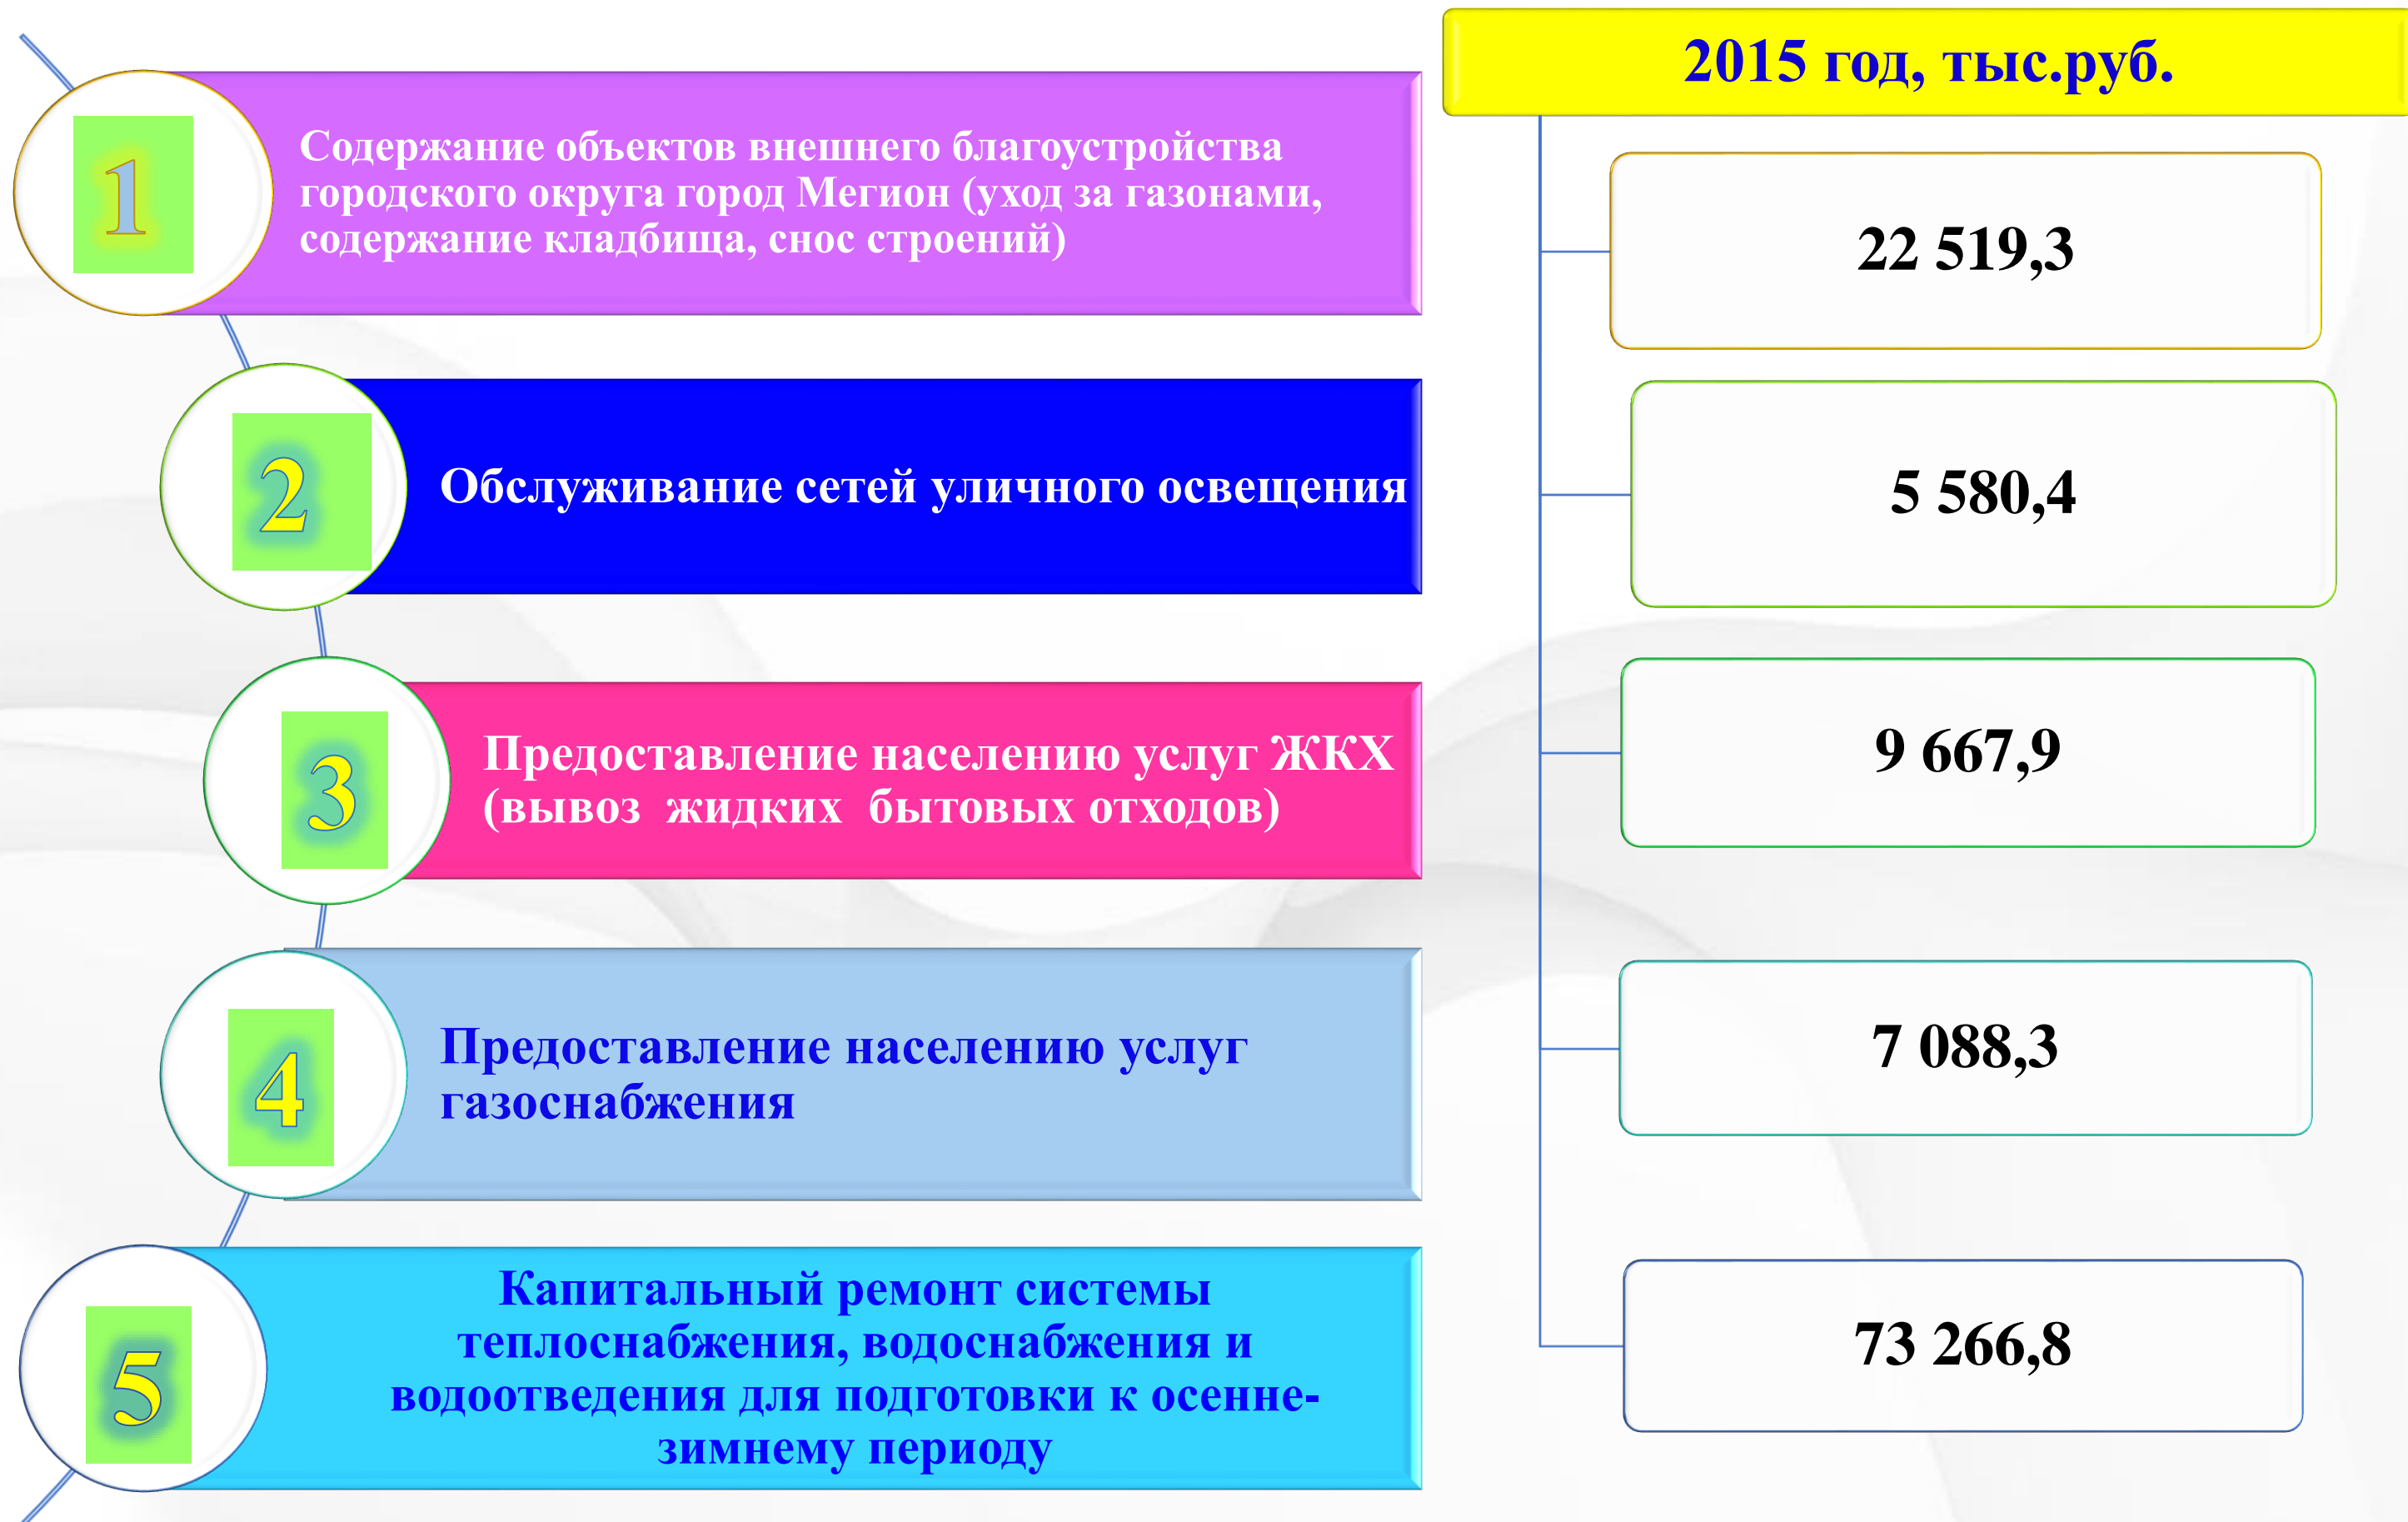 2015 год, тыс.руб.
1
Содержание объектов внешнего благоустройства
городского округа город Мегион (уход за газонами,
содержание кладбища, снос строений)
22 519,3
2
Обслуживание сетей уличного освещения
5 580,4
3
Предоставление населению услуг ЖКХ
(вывоз  жидких  бытовых отходов)
9 667,9
4
Предоставление населению услуг
газоснабжения
7 088,3
5
Капитальный ремонт системы
теплоснабжения, водоснабжения и
водоотведения для подготовки к осенне-
зимнему периоду
73 266,8